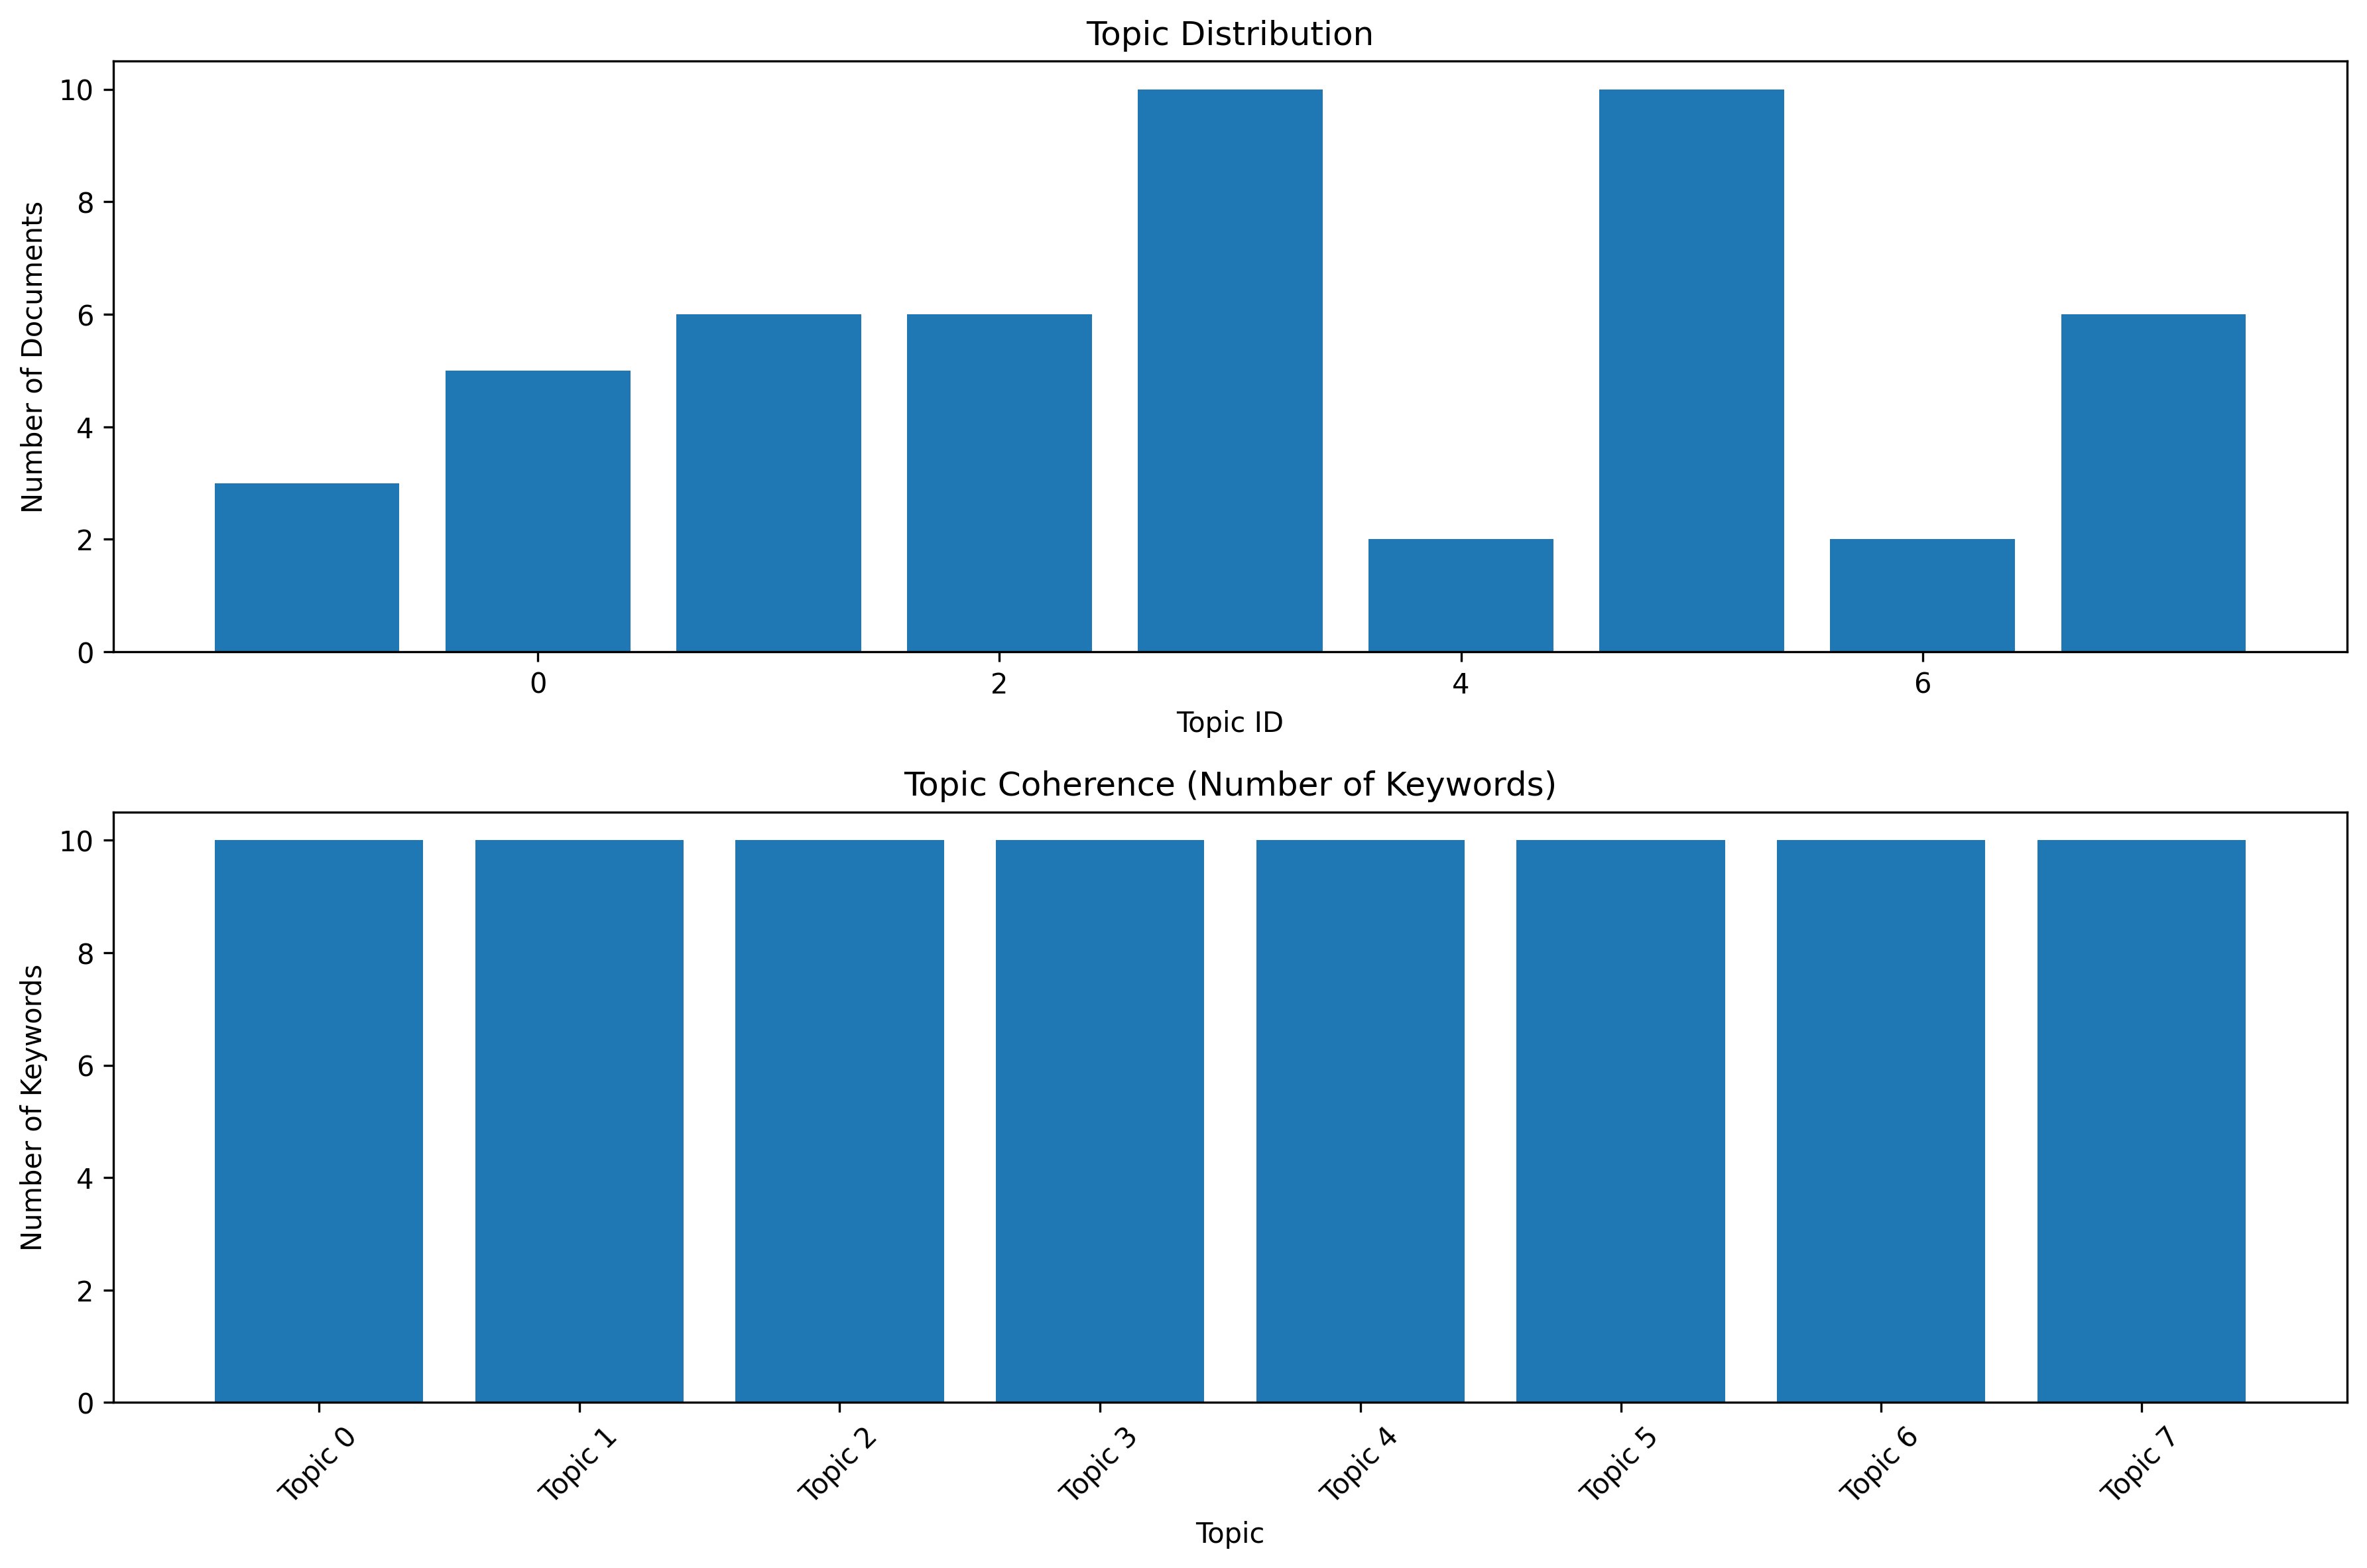 Topic Distribution
10
8
6
4
2
0
Number of Documents
0 2 4 6
Topic ID
Topic Coherence (Number of Keywords)
10
8
6
4
2
0
Number of Keywords
Topic 0 Topic 1 Topic 2 Topic 3 Topic 4 Topic 5 Topic 6 Topic 7
Topic